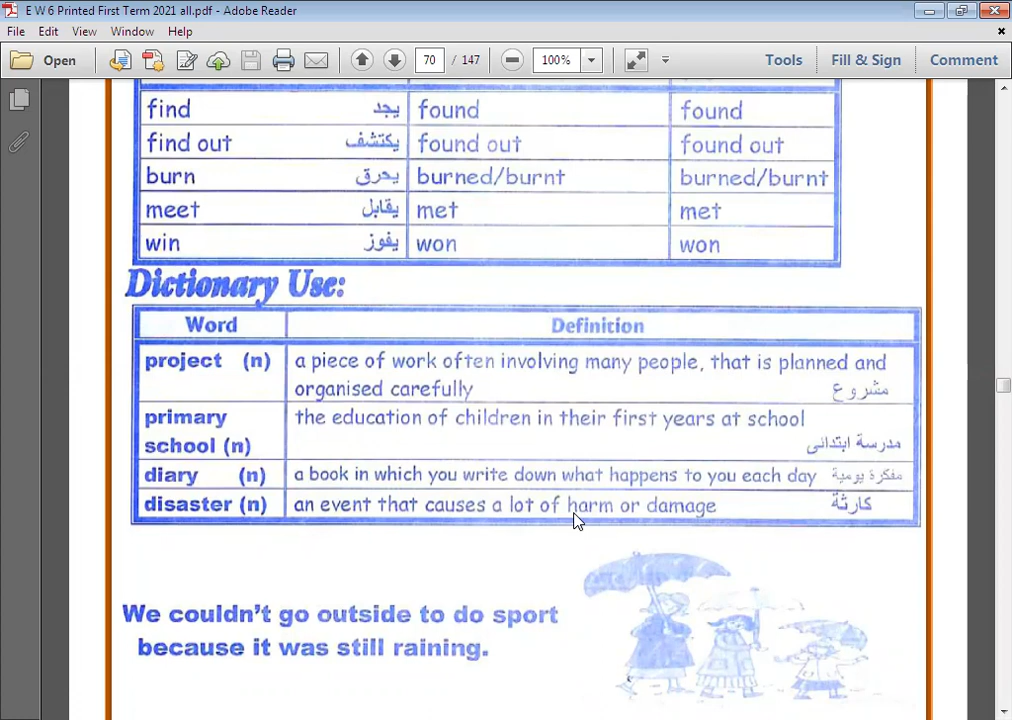 E W 6 Printed First Term 2021 all.pdf - Adobe Reader
File Edit View Window Help
Open 70 / 147 100% Tools Fill & Sign Comment
find يجد found found
find out يكتشف found out found out
burn يحرق burned/burnt burned/burnt
meet يقابل met met
win يفوز won won
Dictionary Use:
Word Definition
project (n) a piece of work often involving many people, that is planned and
organised carefully مشروع
primary the education of children in their first years at school
school (n) مدرسة ابتدائى
diary (n) a book in which you write down what happens to you each day مفكرة يومية
disaster (n) an event that causes a lot of harm or damage كارثة
We couldn't go outside to do sport
because it was still raining.